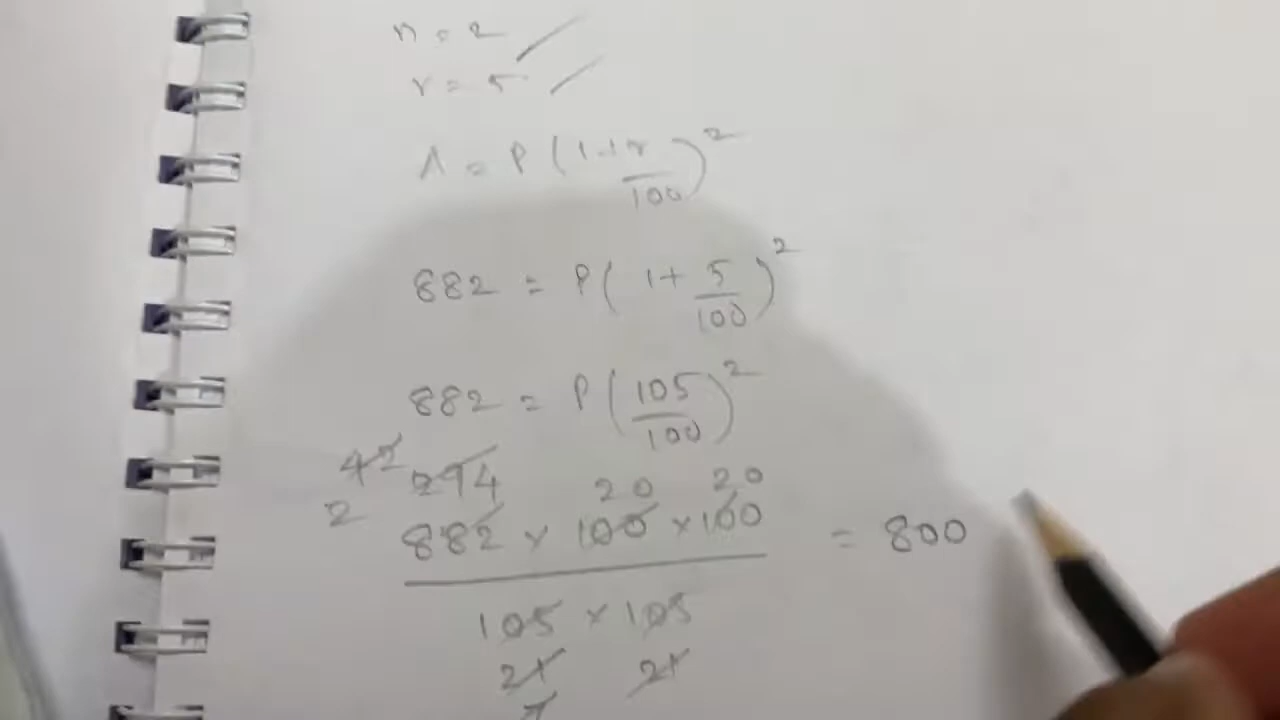 n = 2
r = 5
A = P (1+r/100)²
882 = P( 1+ 5/100 )²
882 = P( 105/100 )²
42 294 20 20
2
882 × 100 × 100 = 800
105 × 105
21 21
7